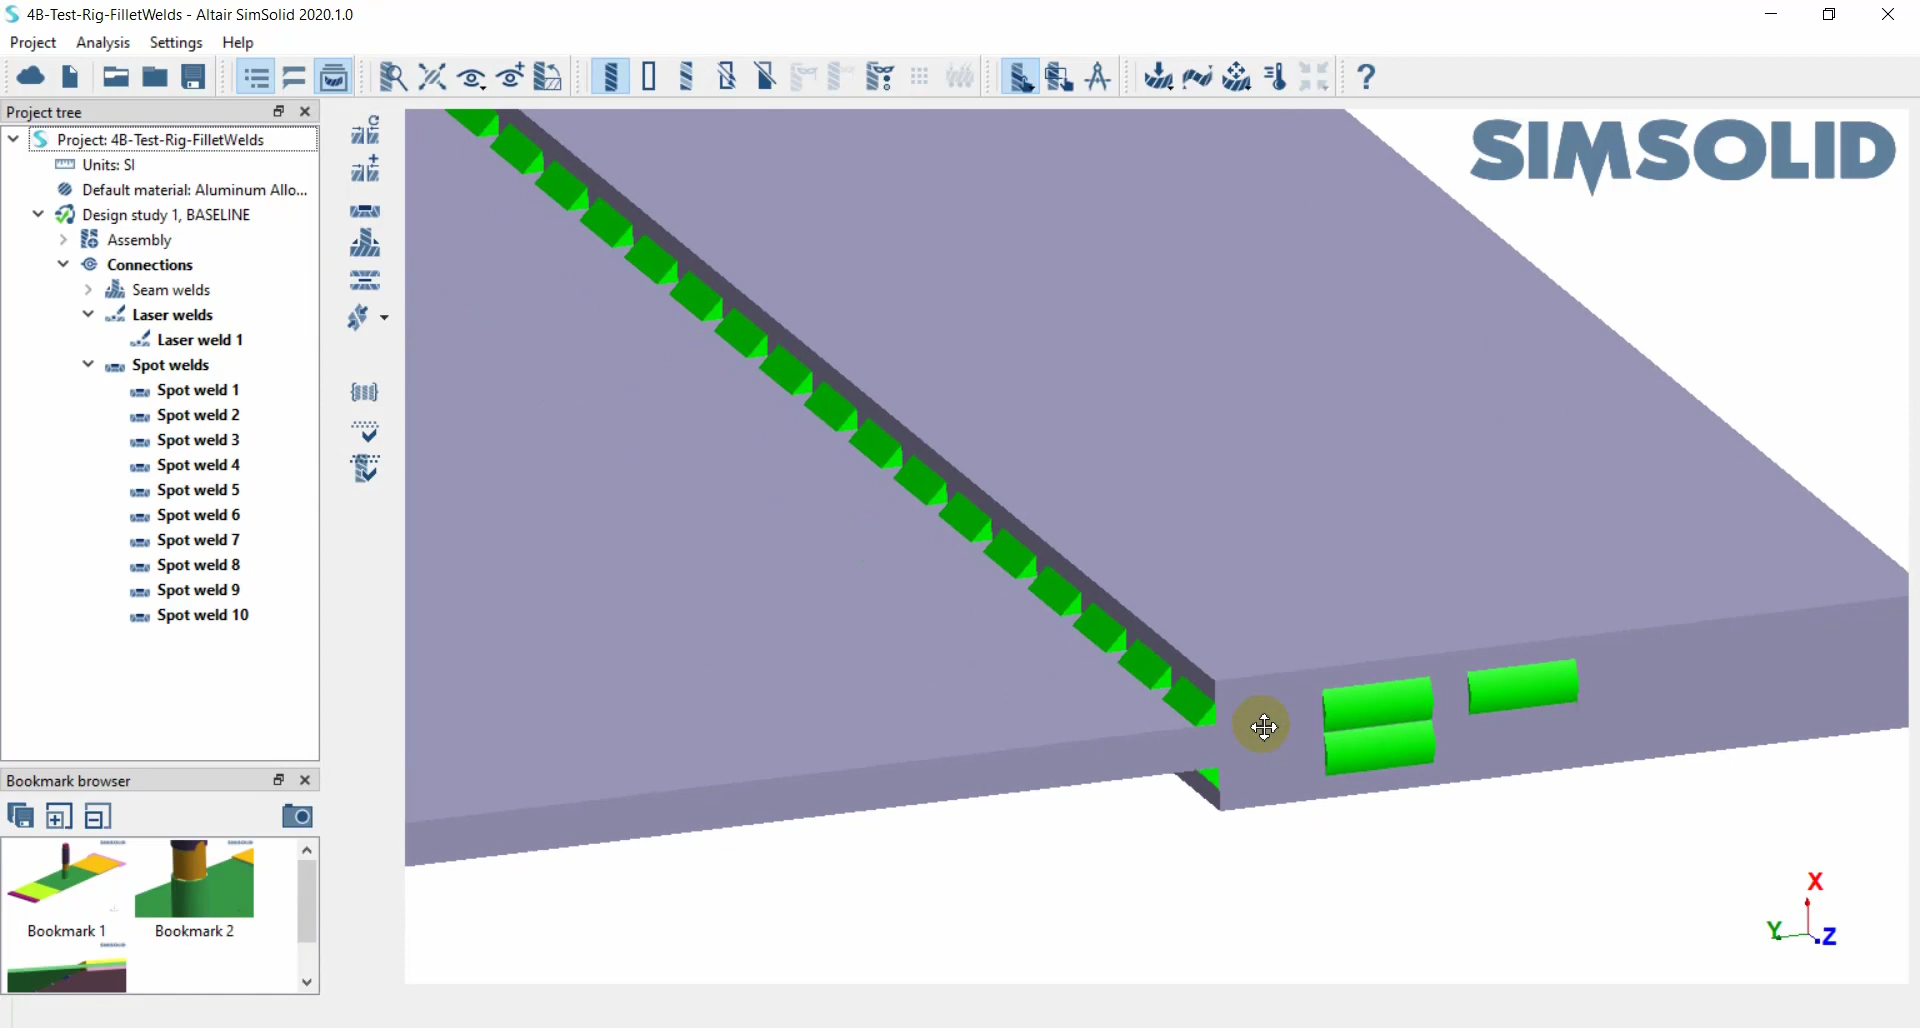 4B-Test-Rig-FilletWelds - Altair SimSolid 2020.1.0
Project Analysis Settings Help
Project tree
Project: 4B-Test-Rig-FilletWelds
Units: SI
Default material: Aluminum Allo...
Design study 1, BASELINE
Assembly
Connections
Seam welds
Laser welds
Laser weld 1
Spot welds
Spot weld 1
Spot weld 2
Spot weld 3
Spot weld 4
Spot weld 5
Spot weld 6
Spot weld 7
Spot weld 8
Spot weld 9
Spot weld 10
SIMSOLID
X
Y
Z
Bookmark browser
Bookmark 1
Bookmark 2